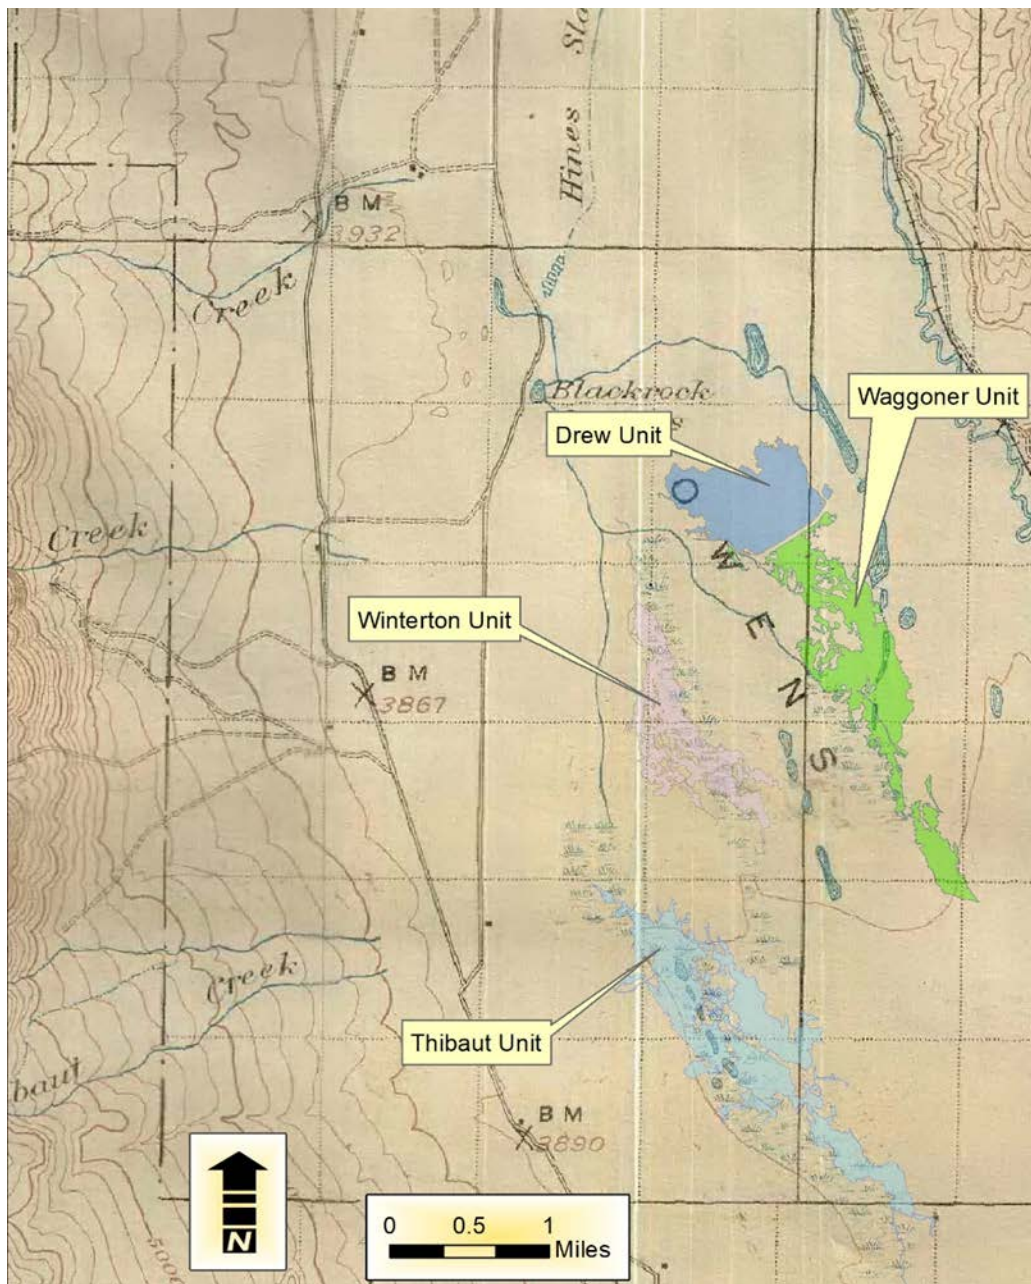 Hines Slo
B M
3932
Creek
Blackrock
s
Waggoner Unit
Drew Unit
O W E N S
Creek
Winterton Unit
B M
3867
Creek
baut
Thibaut Unit
B M
3890
5000
N
0 0.5 1
Miles